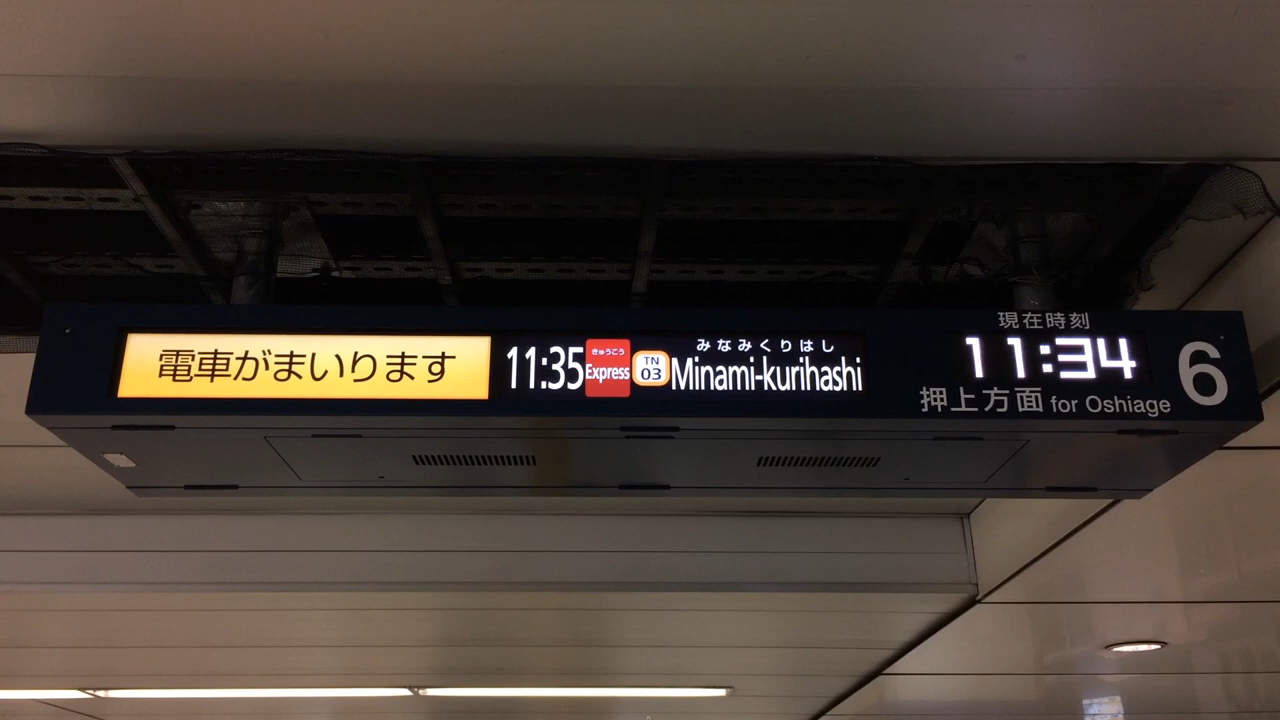 電車がまいります
11:35
きゅうこう
Express
TN
03
みなみくりはし
Minami-kurihashi
現在時刻
11:34
押上方面 for Oshiage
6